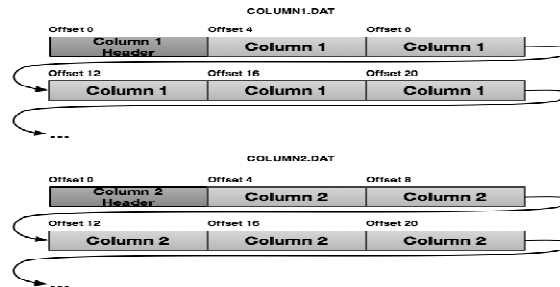 COLUMN1.DAT
Offset 0 Offset 4 Offset 8
Column 1 Header Column 1 Column 1
Offset 12 Offset 16 Offset 20
Column 1 Column 1 Column 1
...
COLUMN2.DAT
Offset 0 Offset 4 Offset 8
Column 2 Header Column 2 Column 2
Offset 12 Offset 16 Offset 20
Column 2 Column 2 Column 2
...